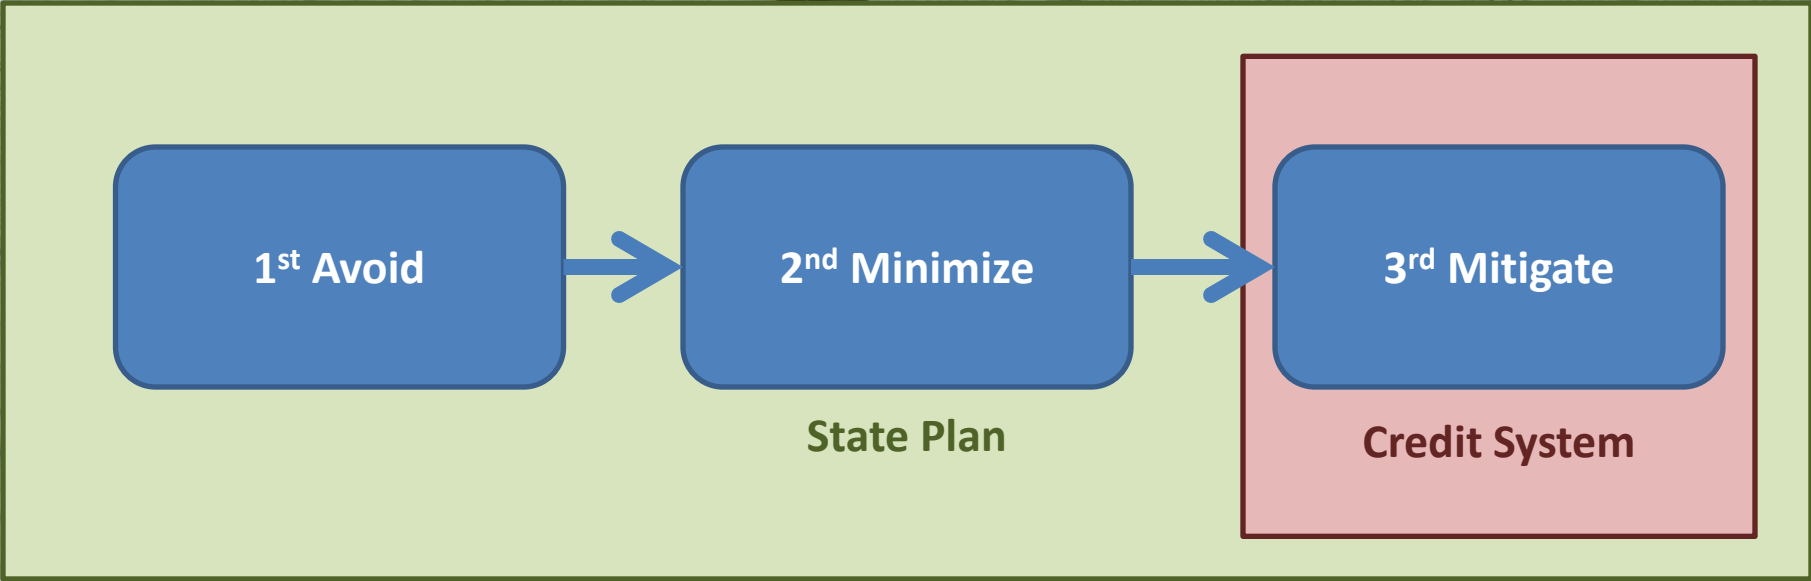 1st Avoid
2nd Minimize
3rd Mitigate
State Plan
Credit System